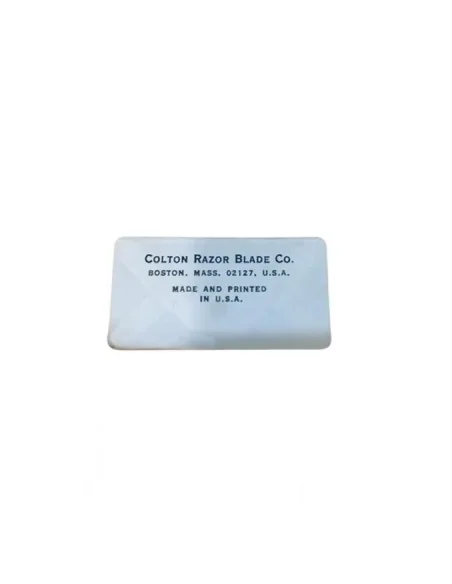 COLTON RAZOR BLADE CO.
BOSTON, MASS. 02127, U.S.A.
MADE AND PRINTED
IN U.S.A.